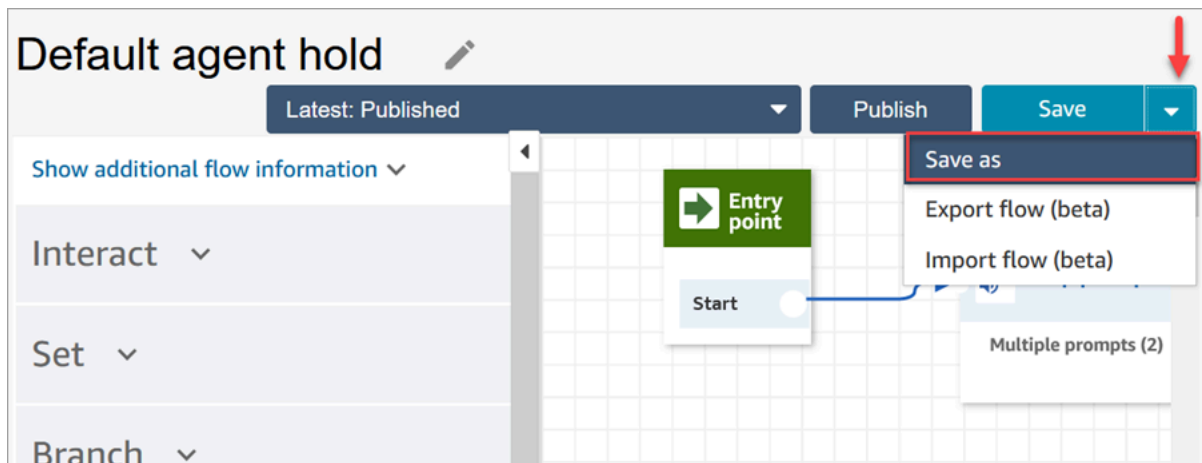 Default agent hold
Latest: Published
Publish
Save
Show additional flow information
Save as
Entry
point
Export flow (beta)
Interact
Import flow (beta)
Start
Set
Multiple prompts (2)
Branch